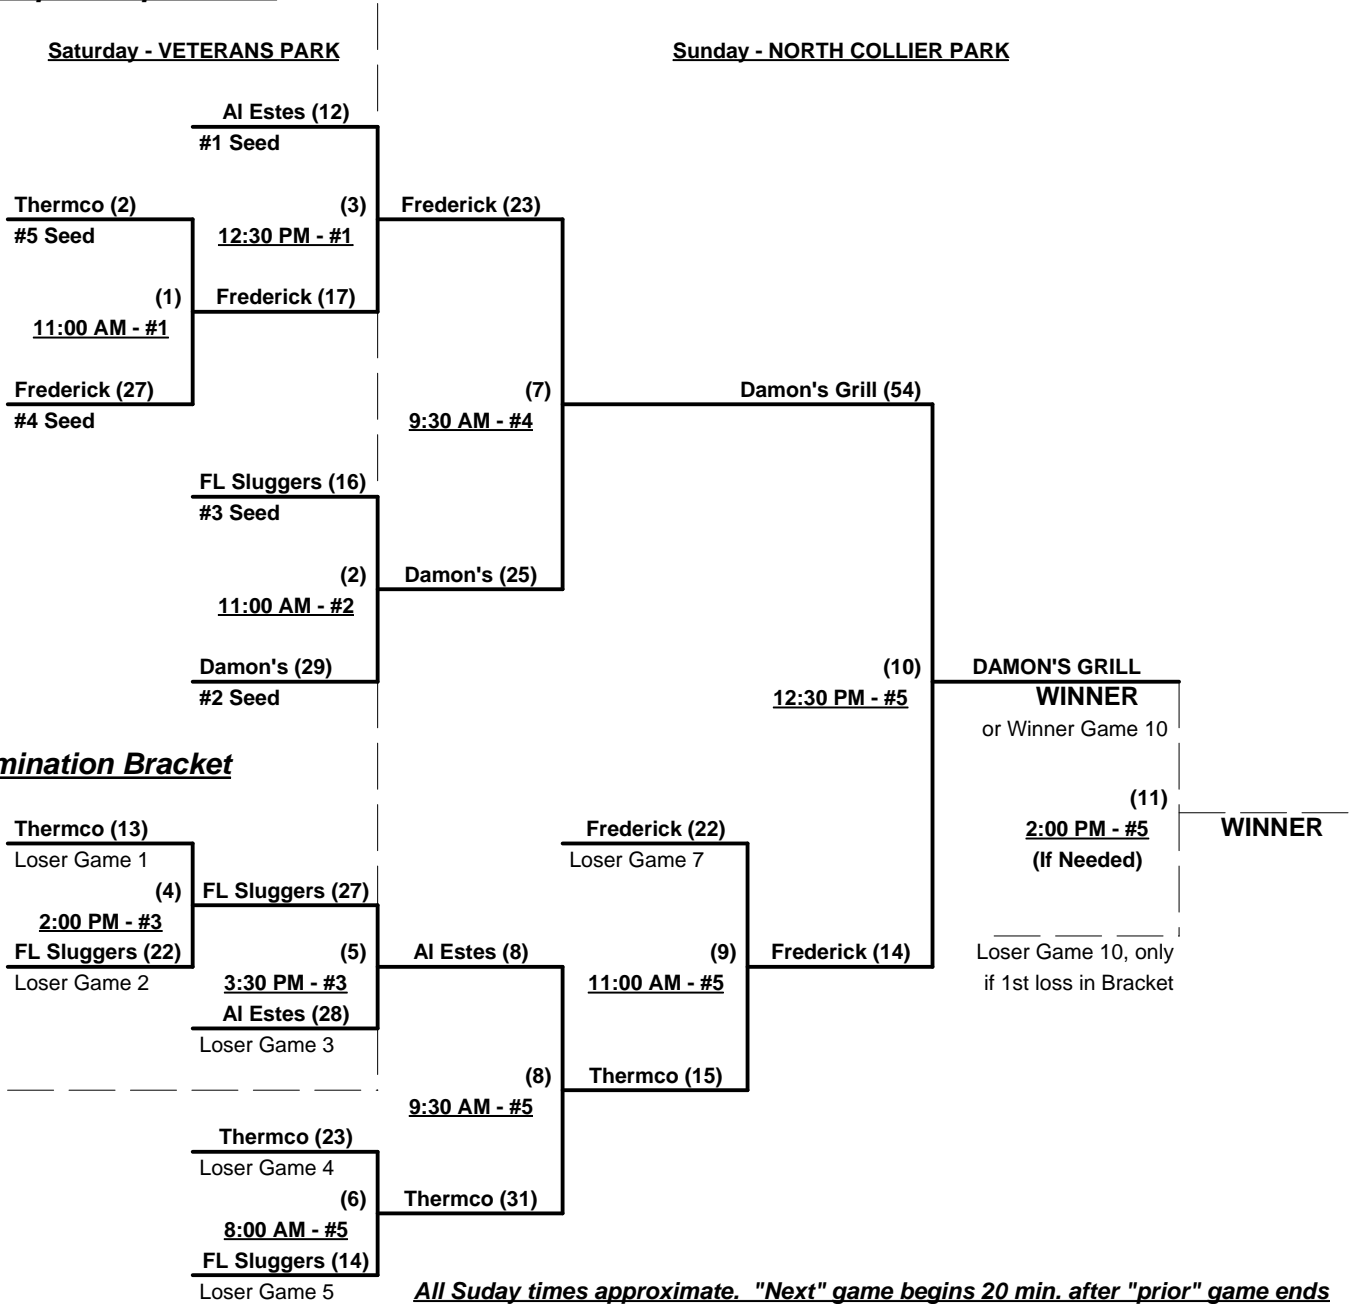 Saturday - VETERANS PARK
Sunday - NORTH COLLIER PARK
Al Estes (12)
#1 Seed
Thermco (2)
#5 Seed
(3)
12:30 PM - #1
Frederick (23)
(1)
11:00 AM - #1
Frederick (17)
Frederick (27)
#4 Seed
(7)
9:30 AM - #4
Damon's Grill (54)
FL Sluggers (16)
#3 Seed
(2)
11:00 AM - #2
Damon's (25)
Damon's (29)
#2 Seed
(10)
12:30 PM - #5
DAMON'S GRILL
WINNER
or Winner Game 10
mination Bracket
(11)
2:00 PM - #5
(If Needed)
WINNER
Thermco (13)
Loser Game 1
Frederick (22)
Loser Game 7
(4)
2:00 PM - #3
FL Sluggers (27)
FL Sluggers (22)
Loser Game 2
(5)
3:30 PM - #3
Al Estes (8)
(9)
11:00 AM - #5
Frederick (14)
Loser Game 10, only
if 1st loss in Bracket
Al Estes (28)
Loser Game 3
(8)
9:30 AM - #5
Thermco (15)
Thermco (23)
Loser Game 4
(6)
8:00 AM - #5
Thermco (31)
FL Sluggers (14)
Loser Game 5
All Suday times approximate.  "Next" game begins 20 min. after "prior" game ends